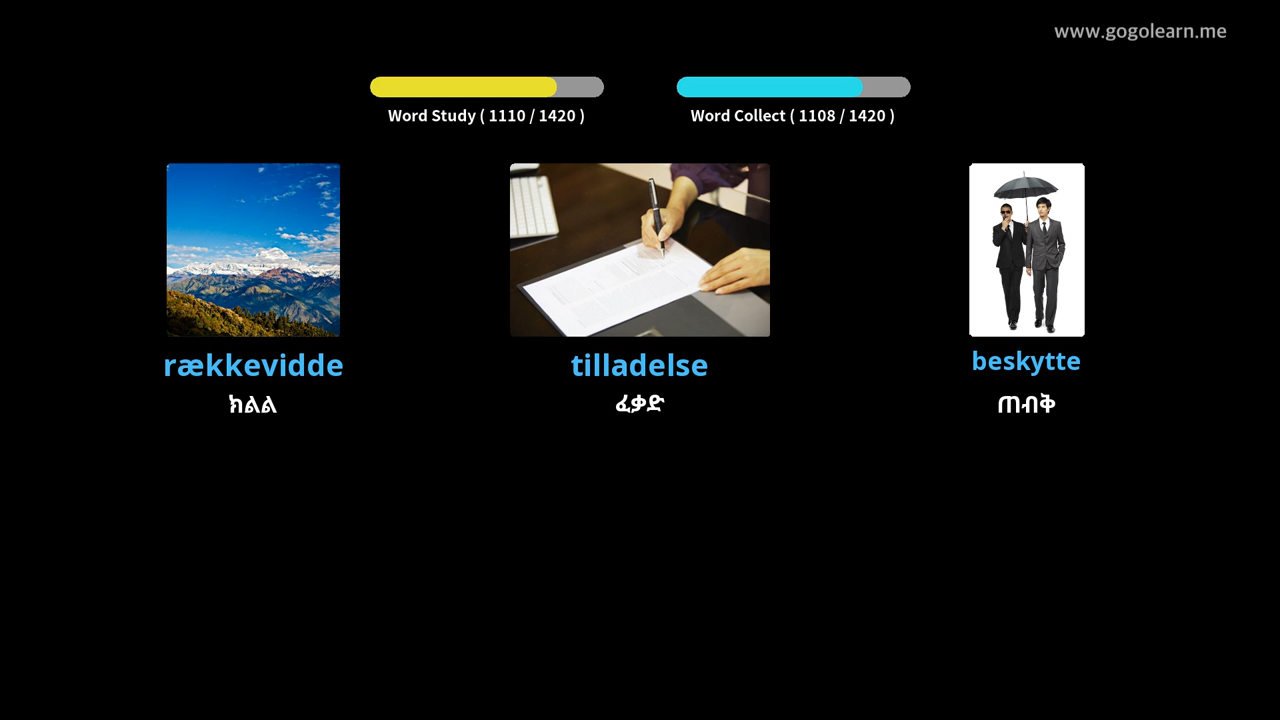 www.gogolearn.me
Word Study ( 1110 / 1420 )
Word Collect ( 1108 / 1420 )
rækkevidde
ክልል
tilladelse
ፈቃድ
beskytte
ጠብቅ